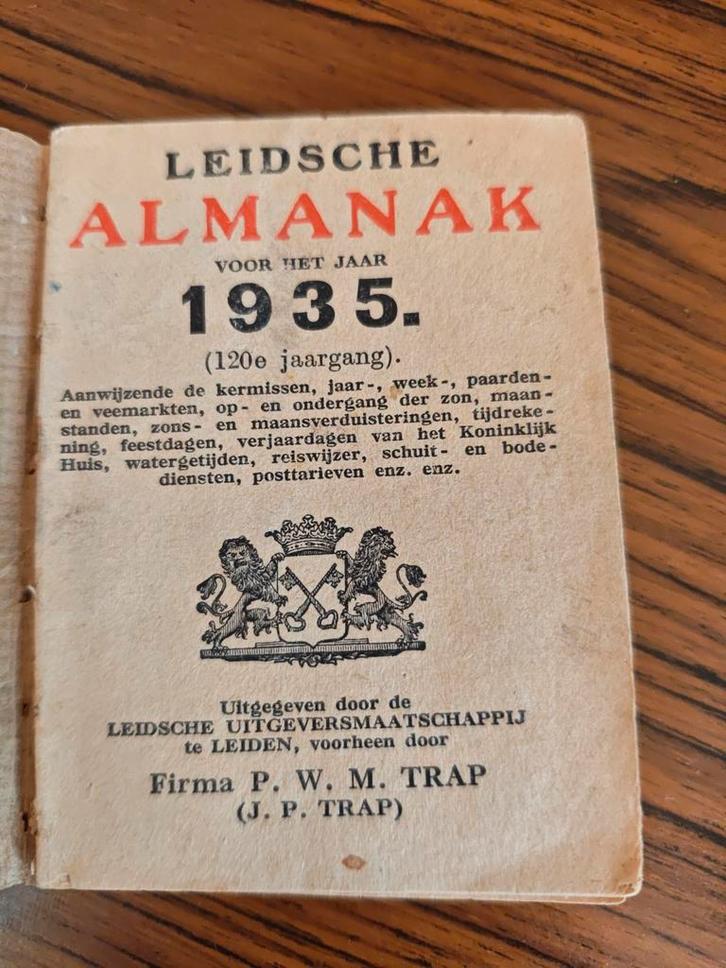 LEIDSCHE
ALMANAK
VOOR HET JAAR
1935.
(120e jaargang).
Aanwijzende de kermissen, jaar-, week-, paarden-
en veemarkten, op- en ondergang der zon, maan-
standen, zons- en maansverduisteringen, tijdreke-
ning, feestdagen, verjaardagen van het Koninklijk
Huis, watergetijden, reiswijzer, schuit- en bode-
diensten, posttarieven enz. enz.
Uitgegeven door de
LEIDSCHE UITGEVERSMAATSCHAPPIJ
te LEIDEN, voorheen door
Firma P. W. M. TRAP
(J. P. TRAP)